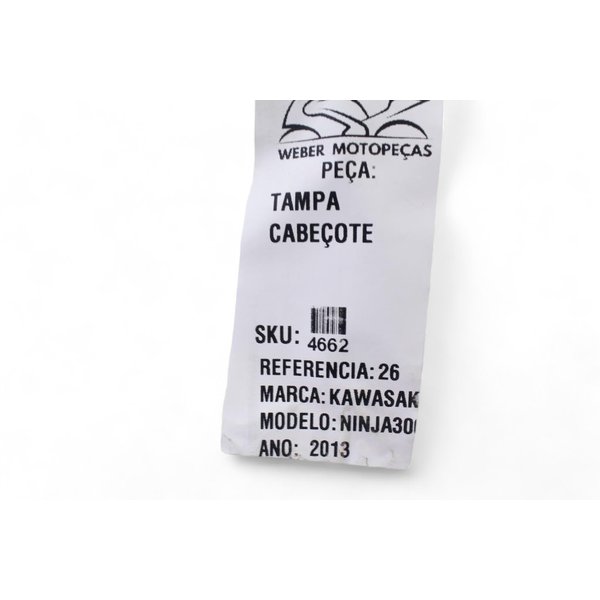 WEBER MOTOPEÇAS
PEÇA:
TAMPA
CABEÇOTE
SKU: 4662
REFERENCIA: 26
MARCA: KAWASAK
MODELO: NINJA30
ANO: 2013